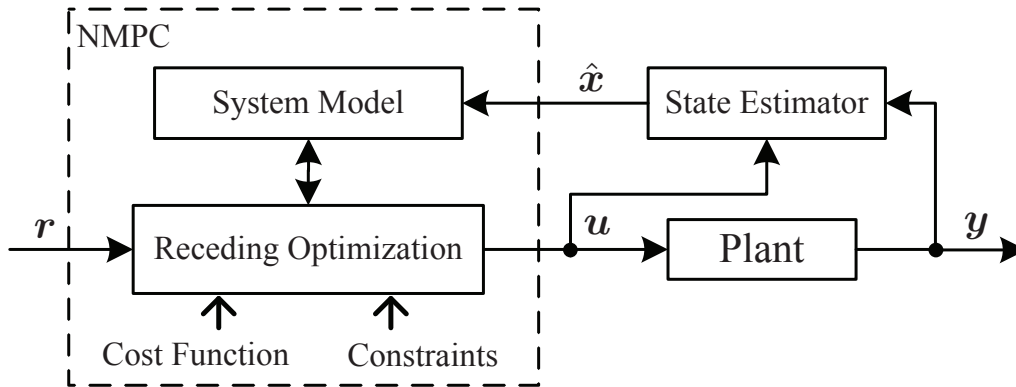 NMPC
System Model
x̂
State Estimator
r
Receding Optimization
u
Plant
y
Cost Function
Constraints